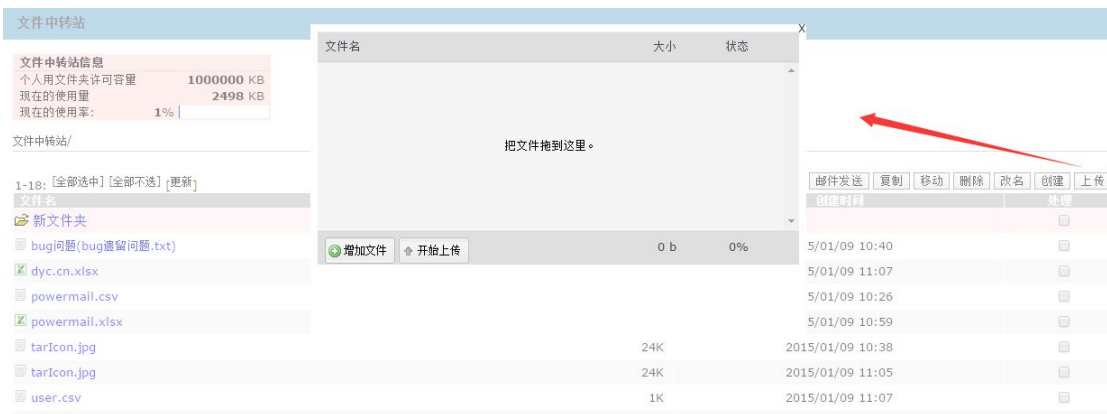 文件中转站
X
文件名 大小 状态
文件中转站信息
个人用文件夹许可容量 1000000 KB
现在的使用量 2498 KB
现在的使用率: 1%
文件中转站/
把文件拖到这里。
1-18: [全部选中] [全部不选] [更新]
邮件发送 复制 移动 删除 改名 创建 上传
文件名 创建时间 处理
新文件夹
bug问题(bug遗留问题.txt) 5/01/09 10:40
增加文件 开始上传 0 b 0%
dyc.cn.xlsx 5/01/09 11:07
powermail.csv 5/01/09 10:26
powermail.xlsx 5/01/09 10:59
tarIcon.jpg 24K 2015/01/09 10:38
tarIcon.jpg 24K 2015/01/09 11:05
user.csv 1K 2015/01/09 11:07